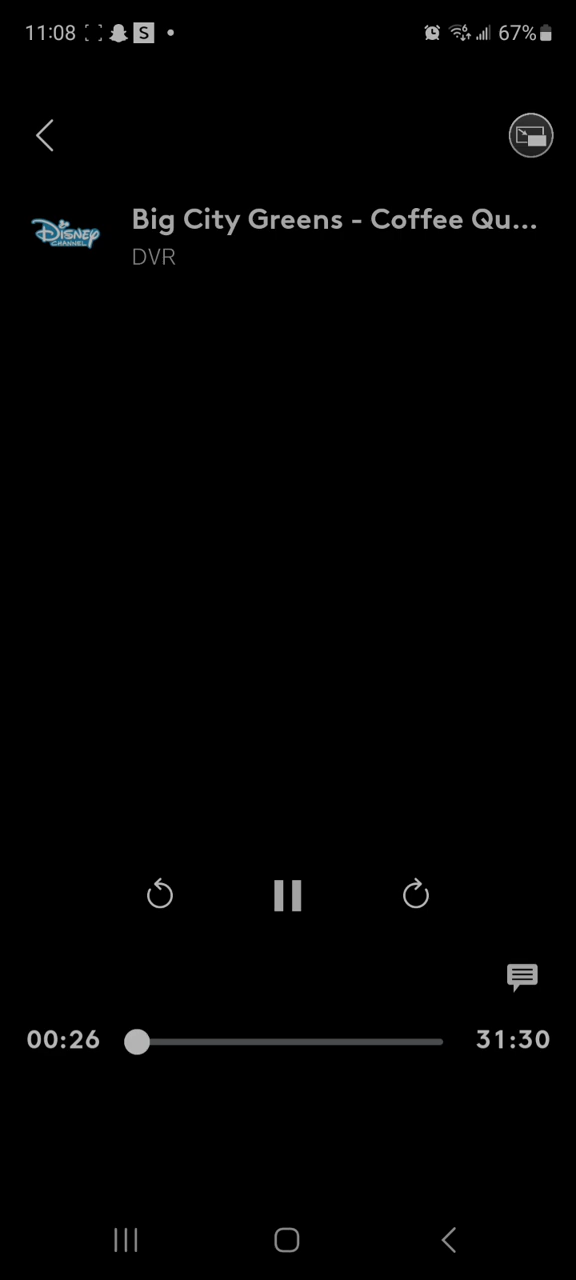 11:08 S 67%
Disney CHANNEL
Big City Greens - Coffee Qu...
DVR
00:26 31:30